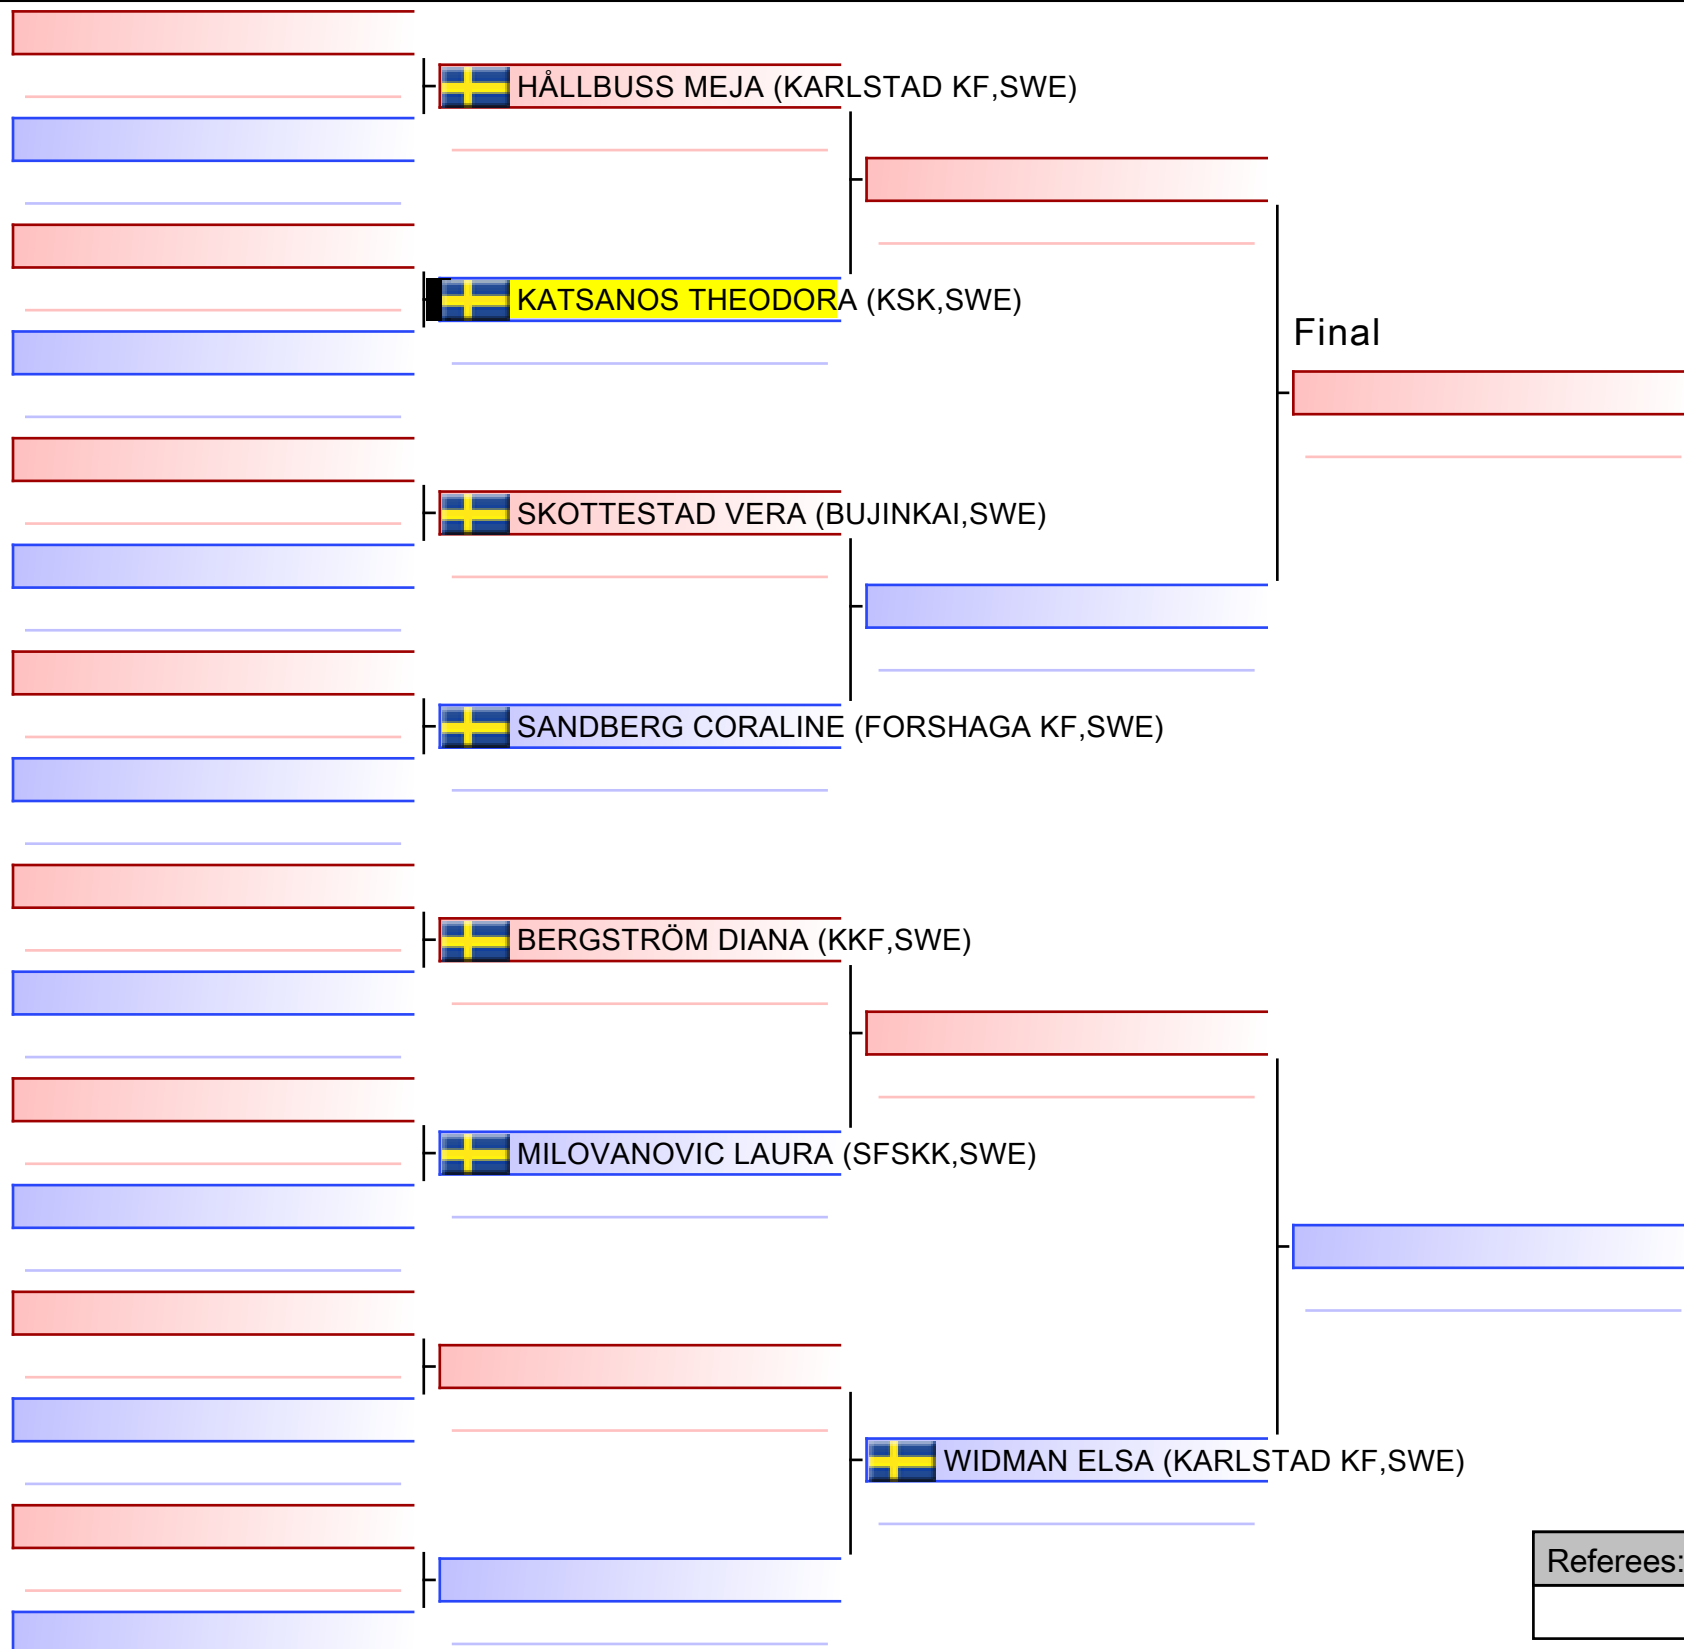 HÅLLBUSS MEJA (KARLSTAD KF,SWE)
KATSANOS THEODORA (KSK,SWE)
Final
SKOTTESTAD VERA (BUJINKAI,SWE)
SANDBERG CORALINE (FORSHAGA KF,SWE)
BERGSTRÖM DIANA (KKF,SWE)
MILOVANOVIC LAURA (SFSKK,SWE)
WIDMAN ELSA (KARLSTAD KF,SWE)
Referees: